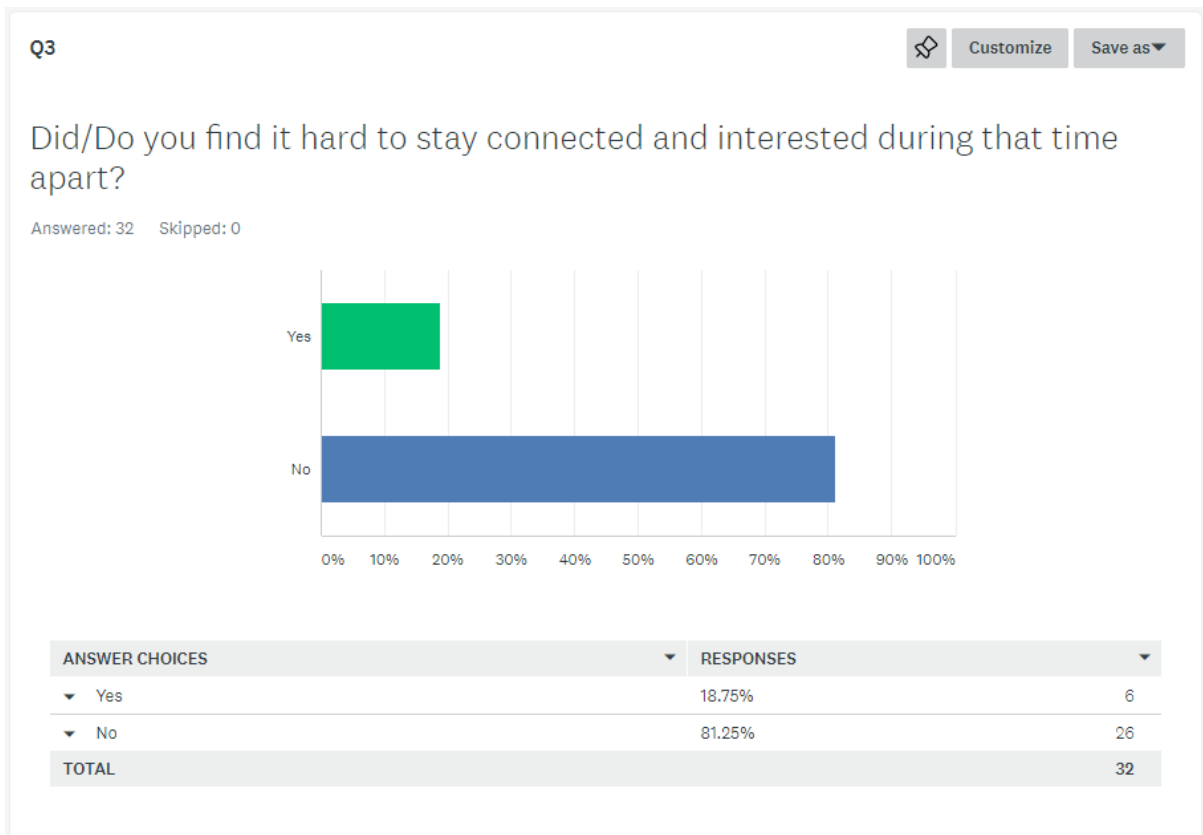 Q3
Customize
Save as
Did/Do you find it hard to stay connected and interested during that time
apart?
Answered: 32 Skipped: 0
Yes
No
0% 10% 20% 30% 40% 50% 60% 70% 80% 90% 100%
ANSWER CHOICES RESPONSES
Yes 18.75% 6
No 81.25% 26
TOTAL 32